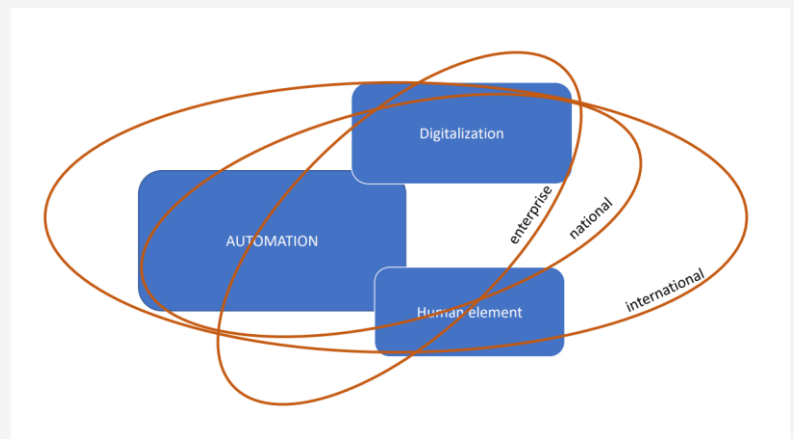 Digitalization
AUTOMATION
enterprise
national
international
Human element